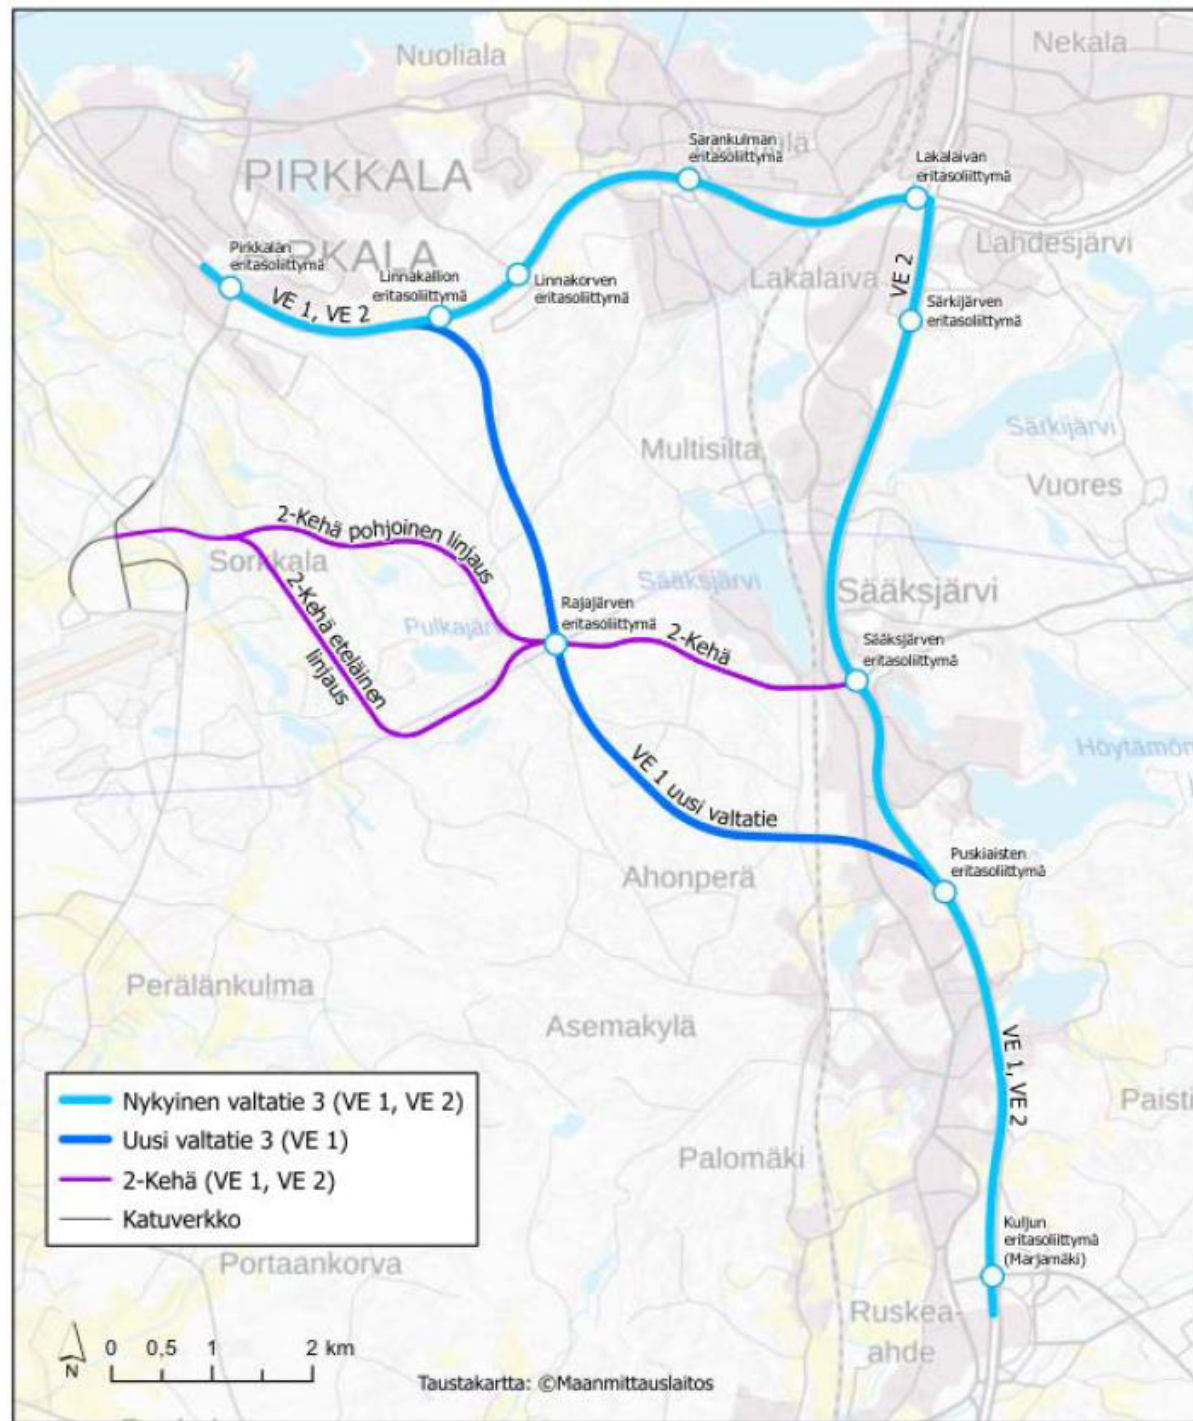 Nuoliala
Nekala
PIRKKALA
Sarankulman
eritasoliittymä
Lakalaivan
eritasoliittymä
Lahdesjärvi
Lakalaiva
Pirkkalan
eritasoliittymä
Linnakallion
eritasoliittymä
Linnakorven
eritasoliittymä
VE 1, VE 2
VE 2
Särkijärven
eritasoliittymä
Särkijärvi
Multisilta
Vuores
2-Kehä pohjoinen linjaus
Sorkkala
2-Kehä eteläinen
linjaus
Pulkajärvi
Sääksjärvi
Sääksjärvi
Rajajärven
eritasoliittymä
2-Kehä
Sääksjärven
eritasoliittymä
Höytämön
VE 1 uusi valtatie
Puskiaisten
eritasoliittymä
Ahonperä
Perälänkulma
Asemakylä
VE 1, VE 2
Paisti
Palomäki
Nykyinen valtatie 3 (VE 1, VE 2)
Uusi valtatie 3 (VE 1)
2-Kehä (VE 1, VE 2)
Katuverkko
Portaankorva
Kuljun
eritasoliittymä
(Marjamäki)
Ruskea-
ahde
N
0 0,5 1 2 km
Taustakartta: ©Maanmittauslaitos